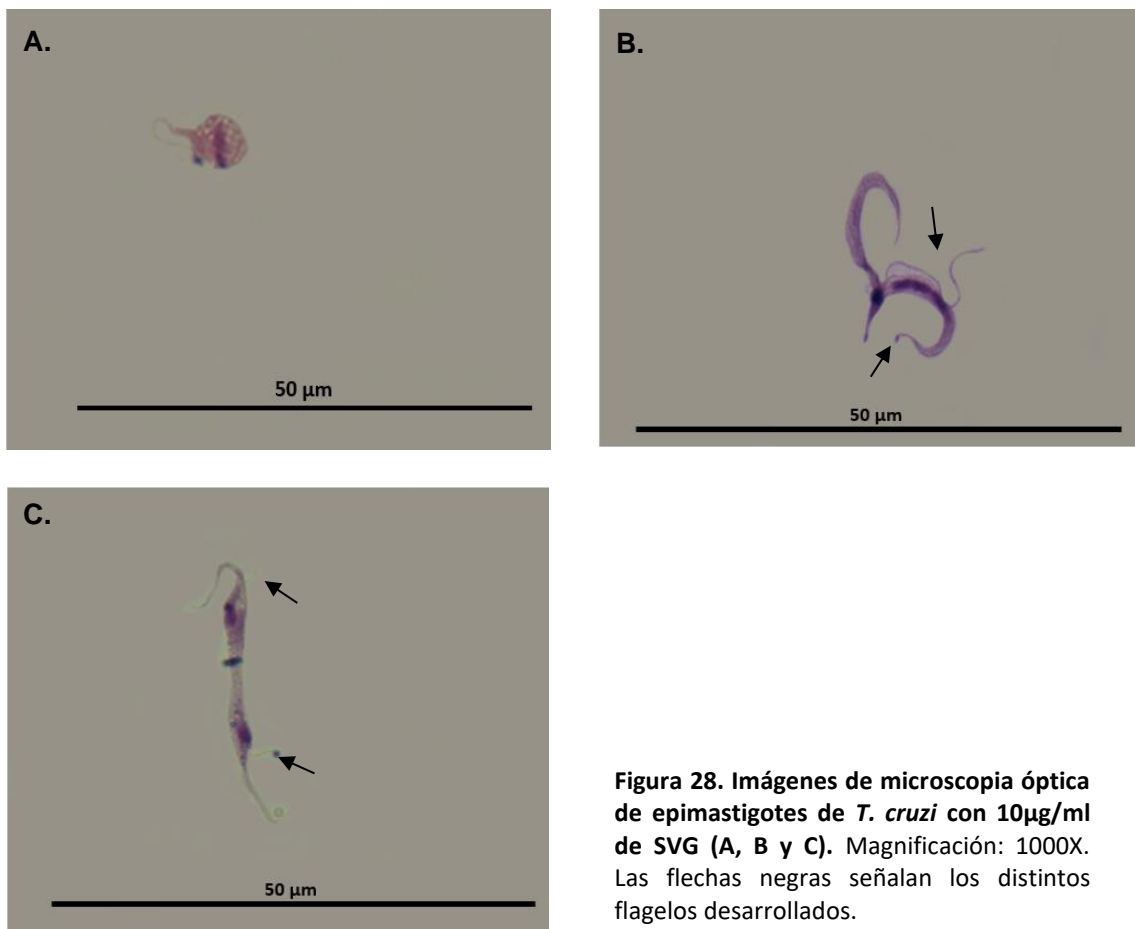 A.
50 µm
B.
50 µm
C.
50 µm
Figura 28. Imágenes de microscopia óptica
de epimastigotes de T. cruzi con 10µg/ml
de SVG (A, B y C). Magnificación: 1000X.
Las flechas negras señalan los distintos
flagelos desarrollados.